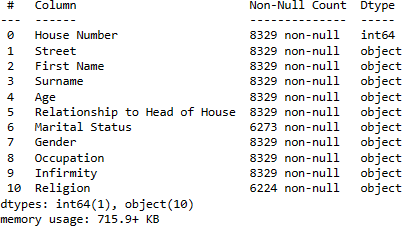 #   Column                         Non-Null Count  Dtype
---  ------                         --------------  -----
 0   House Number                   8329 non-null   int64
 1   Street                         8329 non-null   object
 2   First Name                     8329 non-null   object
 3   Surname                        8329 non-null   object
 4   Age                            8329 non-null   object
 5   Relationship to Head of House  8329 non-null   object
 6   Marital Status                 6273 non-null   object
 7   Gender                         8329 non-null   object
 8   Occupation                     8329 non-null   object
 9   Infirmity                      8329 non-null   object
 10  Religion                       6224 non-null   object
dtypes: int64(1), object(10)
memory usage: 715.9+ KB